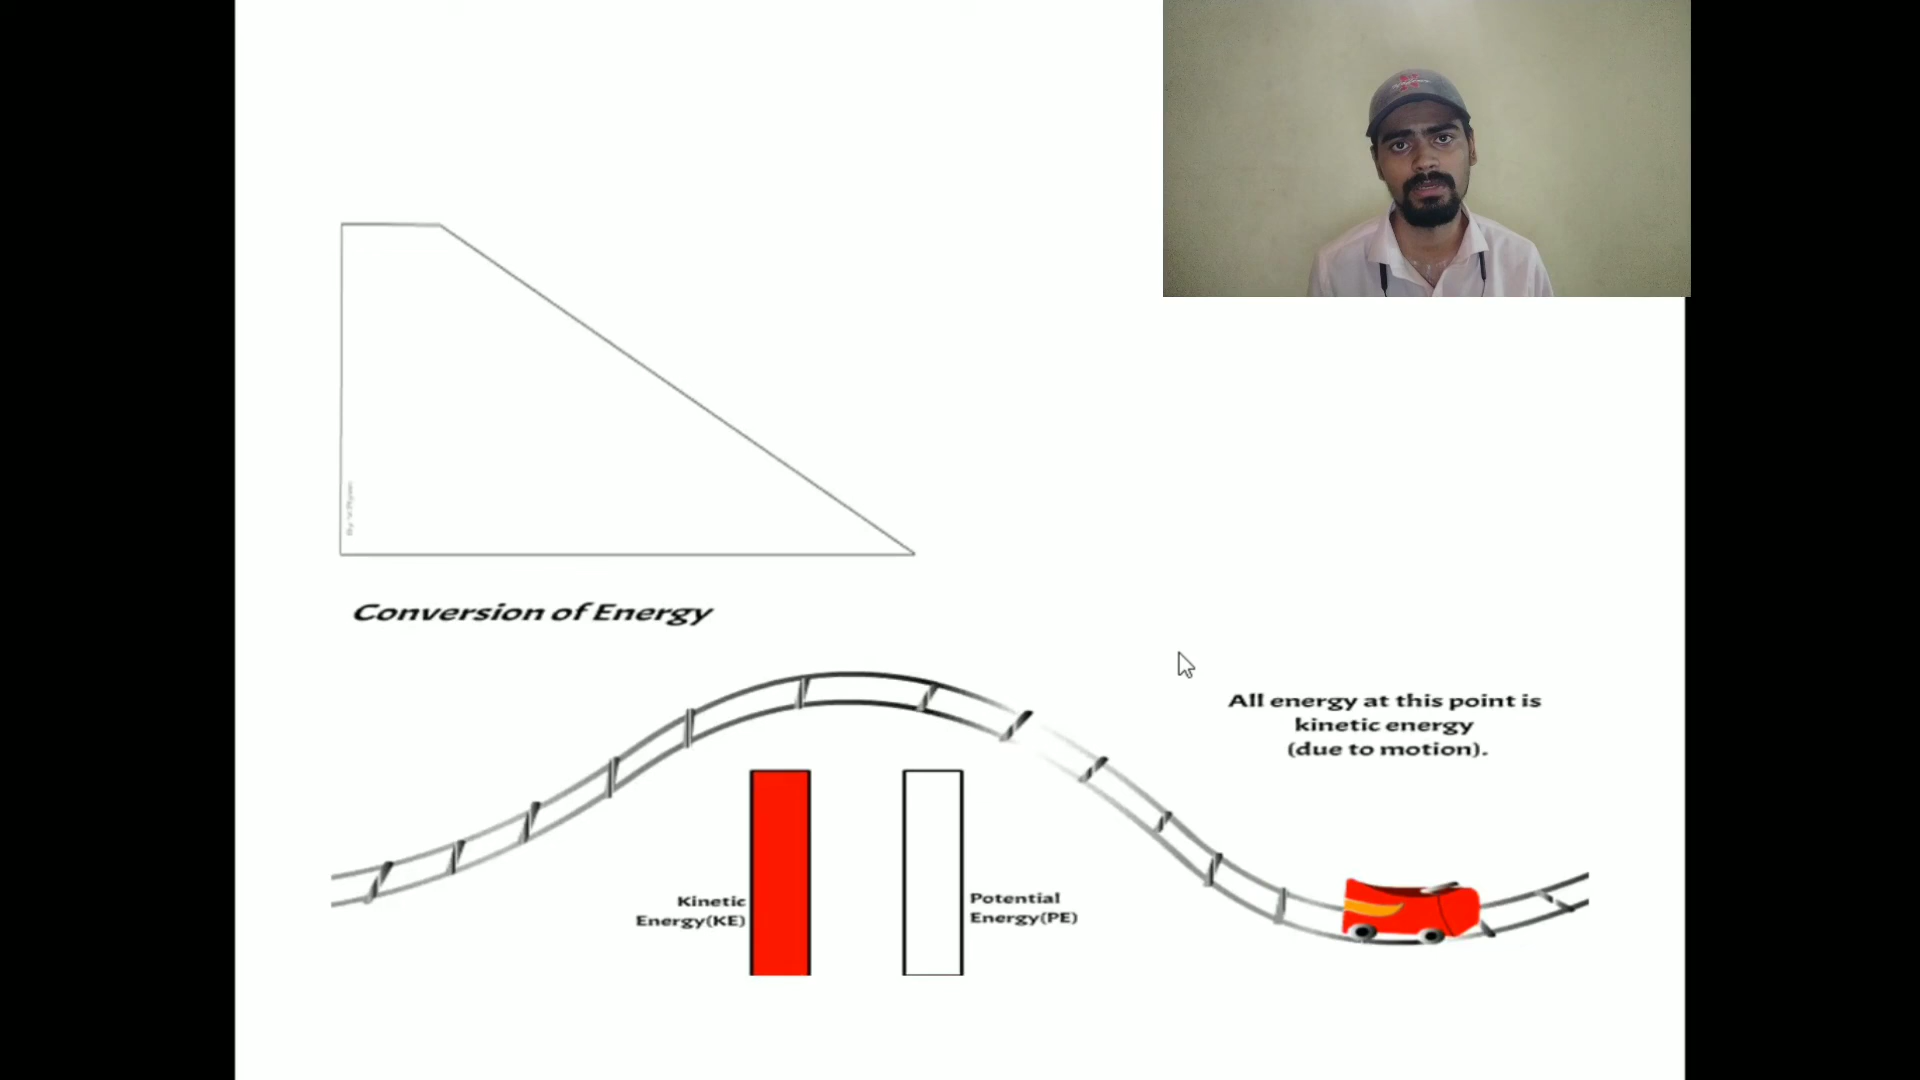 Conversion of Energy
All energy at this point is
kinetic energy
(due to motion).
Kinetic
Energy(KE)
Potential
Energy(PE)